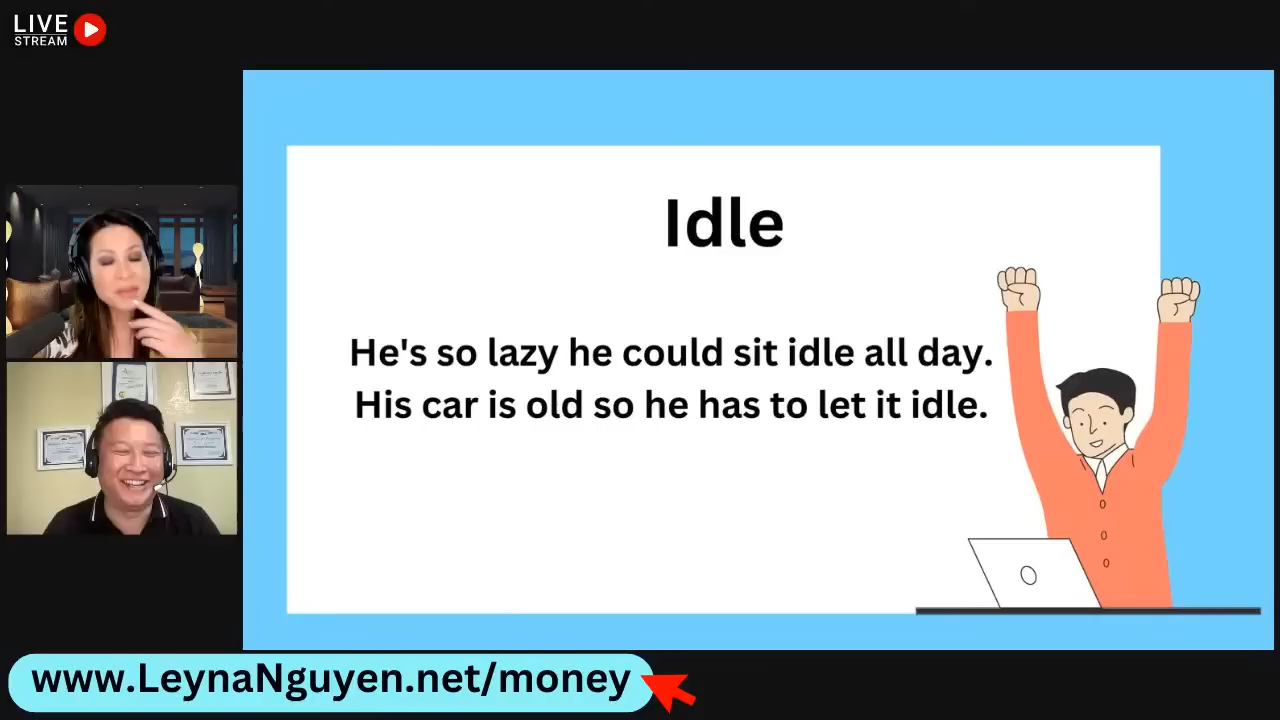 LIVE
STREAM
Idle
He's so lazy he could sit idle all day.
His car is old so he has to let it idle.
www.LeynaNguyen.net/money